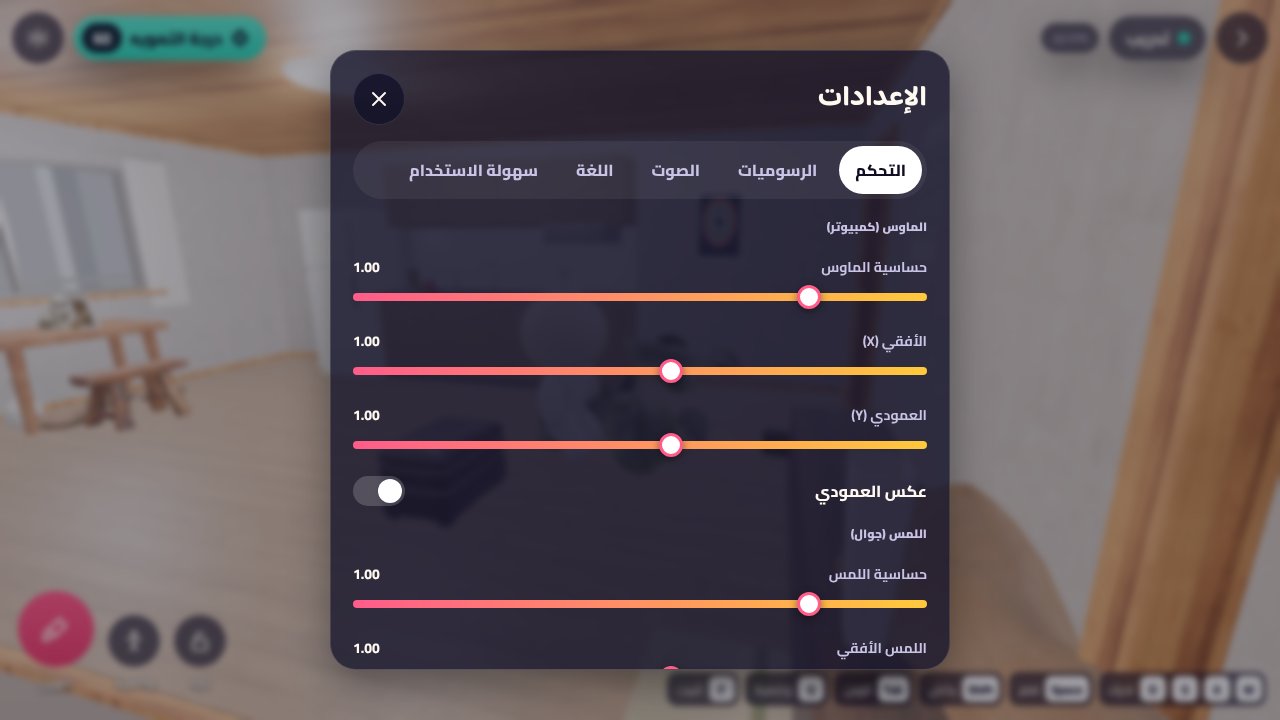 الإعدادات
التحكم الرسوميات الصوت اللغة سهولة الاستخدام
الماوس (كمبيوتر)
حساسية الماوس 1.00
الأفقي (X) 1.00
العمودي (Y) 1.00
عكس العمودي
اللمس (جوال)
حساسية اللمس 1.00
اللمس الأفقي 1.00